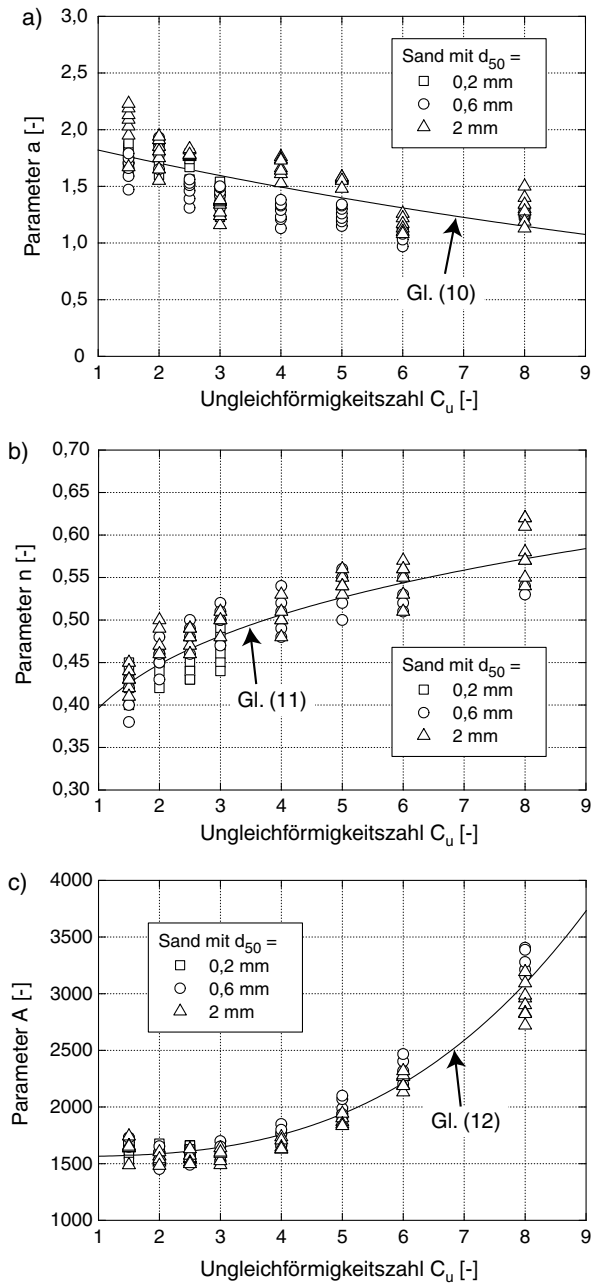 a)
3,0
2,5
2,0
1,5
1,0
0,5
0
Parameter a [-]
Sand mit d50 =
0,2 mm
0,6 mm
2 mm
Gl. (10)
1 2 3 4 5 6 7 8 9
Ungleichförmigkeitszahl Cu [-]
b)
0,70
0,65
0,60
0,55
0,50
0,45
0,40
0,35
0,30
Parameter n [-]
Gl. (11)
Sand mit d50 =
0,2 mm
0,6 mm
2 mm
1 2 3 4 5 6 7 8 9
Ungleichförmigkeitszahl Cu [-]
c)
4000
3500
3000
2500
2000
1500
1000
Parameter A [-]
Sand mit d50 =
0,2 mm
0,6 mm
2 mm
Gl. (12)
1 2 3 4 5 6 7 8 9
Ungleichförmigkeitszahl Cu [-]